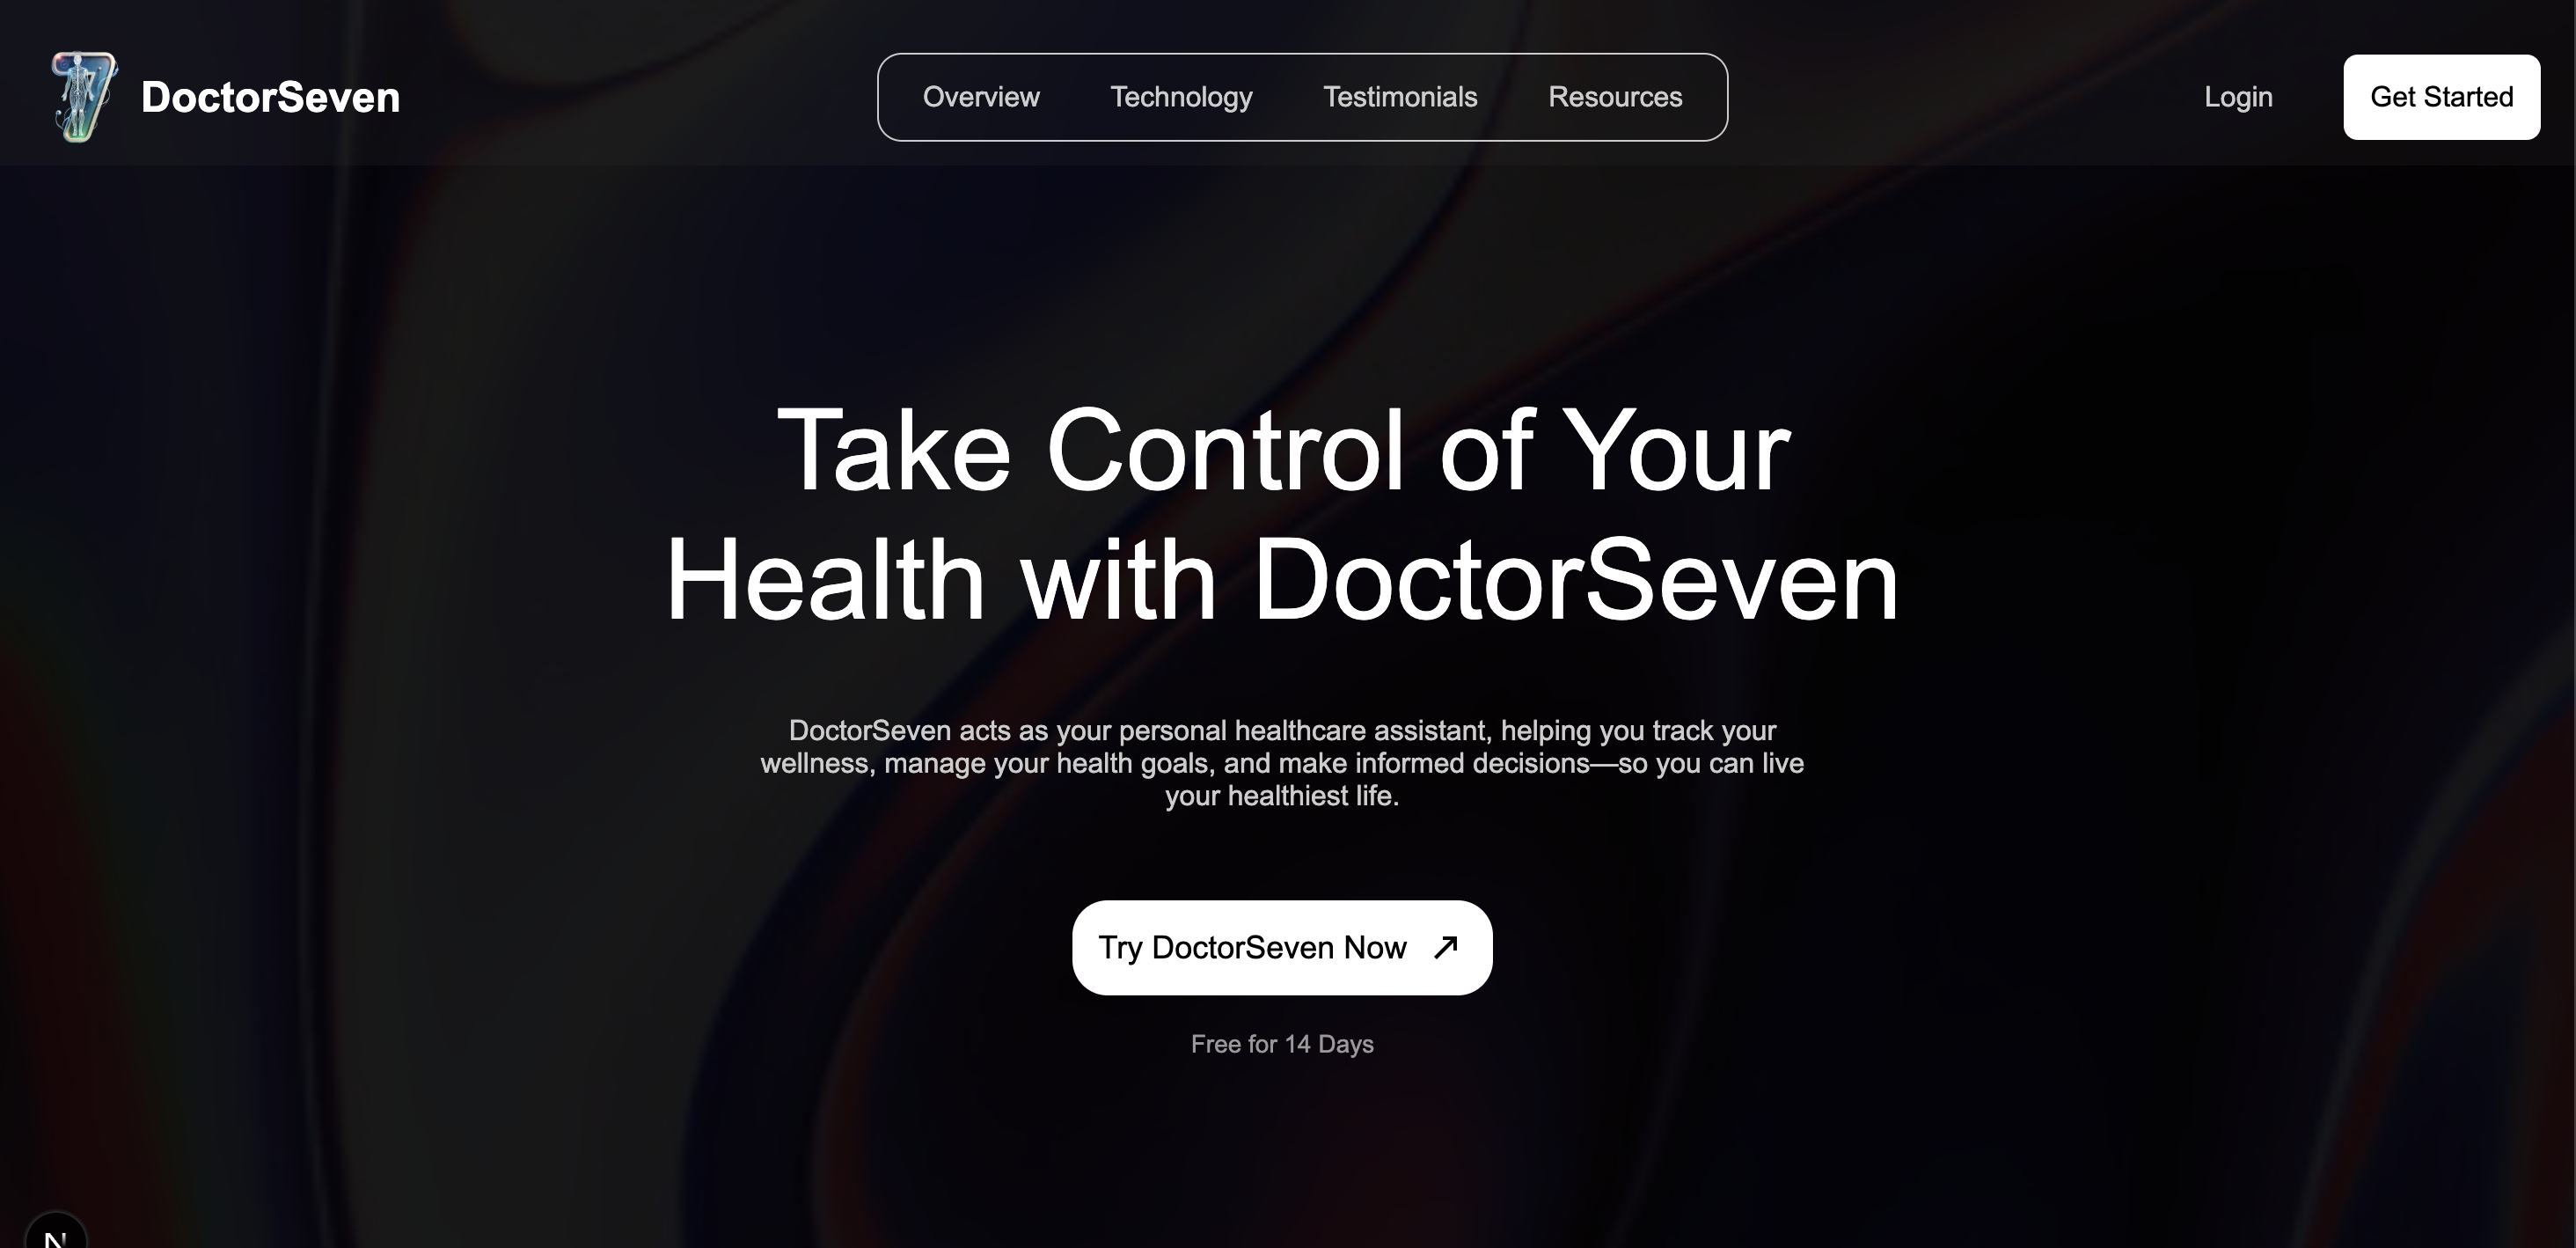 DoctorSeven
Overview
Technology
Testimonials
Resources
Login
Get Started
Take Control of Your
Health with DoctorSeven
DoctorSeven acts as your personal healthcare assistant, helping you track your
wellness, manage your health goals, and make informed decisions—so you can live
your healthiest life.
Try DoctorSeven Now
Free for 14 Days
N